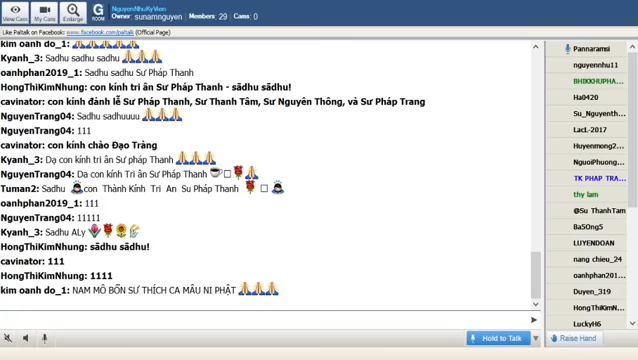 View Cam
My Cams
Enlarge
G
ROOM
NguyenNhuKyVien
Owner: sunamnguyen | Members: 29 | Cams: 0
Like Paltalk on Facebook: www.facebook.com/paltalk (Official Page)
kim oanh do_1:
Kyanh_3: Sadhu sadhu sadhu
oanhphan2019_1: Sadhu sadhu Sư Pháp Thanh
HongThiKimNhung: con kính tri ân Sư Pháp Thanh - sādhu sādhu!
cavinator: con kính đảnh lễ Sư Pháp Thanh, Sư Thanh Tâm, Sư Nguyên Thông, và Sư Pháp Trang
NguyenTrang04: Sadhu sadhuuuu
NguyenTrang04: 111
cavinator: con kính chào Đạo Tràng
Kyanh_3: Dạ con kính tri ân Sư pháp Thanh
NguyenTrang04: Dạ con kính tri ân Sư Pháp Thanh
Tuman2: Sadhu con Thành Kính Tri An Su Pháp Thanh
oanhphan2019_1: 111
NguyenTrang04: 11111
Kyanh_3: Sadhu ALy
HongThiKimNhung: sādhu sādhu!
cavinator: 111
HongThiKimNhung: 1111
kim oanh do_1: NAM MÔ BỔN SƯ THÍCH CA MÂU NI PHẬT
Hold to Talk
Pannaramsi
nguyennhu11
BHIKKHUPHA...
Ha0420
Su_Nguyenth...
LacL-2017
Huyenmong2...
NguoiPhuong...
TK PHAP TRA...
thy lam
@Su ThanhTam
Ba5Ong5
LUYENDOAN
nang chieu_24
oanhphan201...
Duyen_319
HongThiKimN...
LuckyH6
Raise Hand